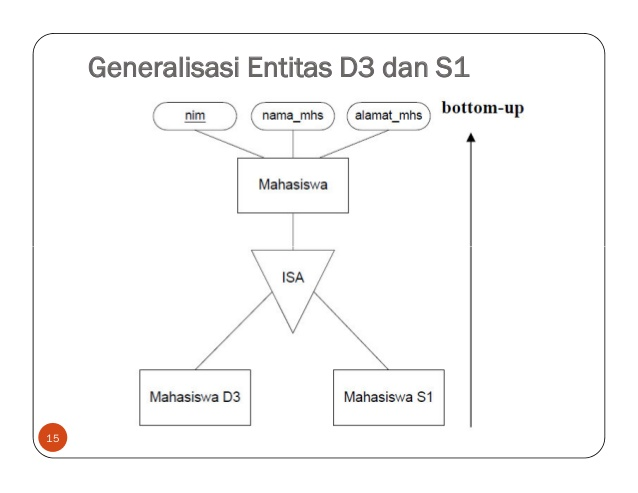 Generalisasi Entitas D3 dan S1
bottom-up
nim
nama_mhs
alamat_mhs
Mahasiswa
ISA
Mahasiswa D3
Mahasiswa S1
15